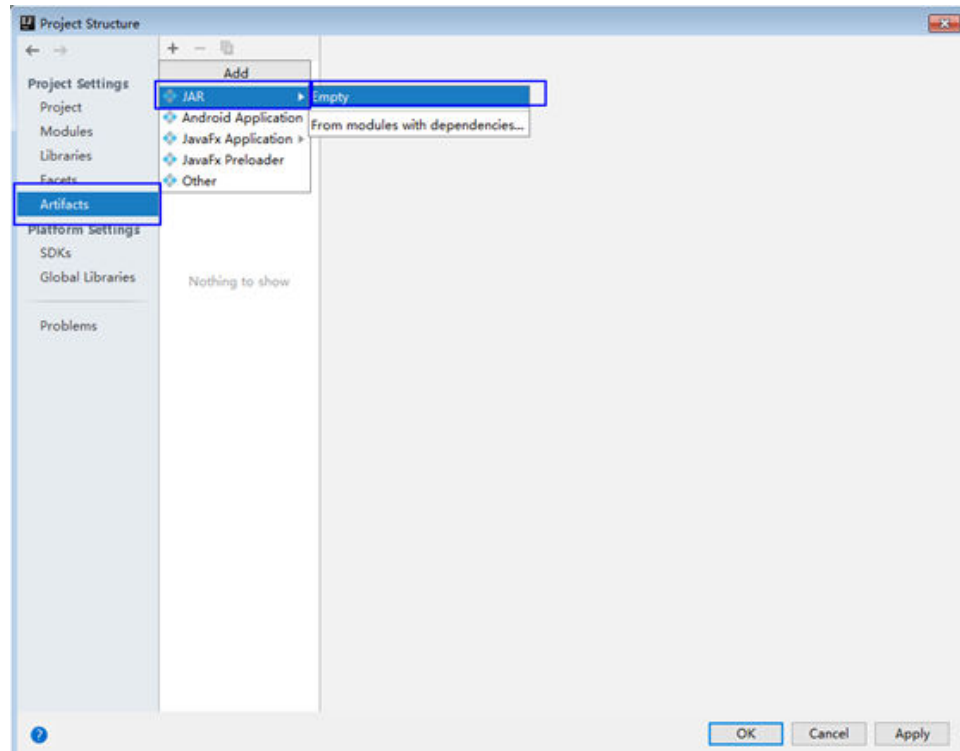 Project Structure
Project Settings
Project
Modules
Libraries
Facets
Artifacts
Platform Settings
SDKs
Global Libraries
Problems
Add
JAR
Android Application
JavaFx Application
JavaFx Preloader
Other
Empty
From modules with dependencies...
Nothing to show
?
OK Cancel Apply